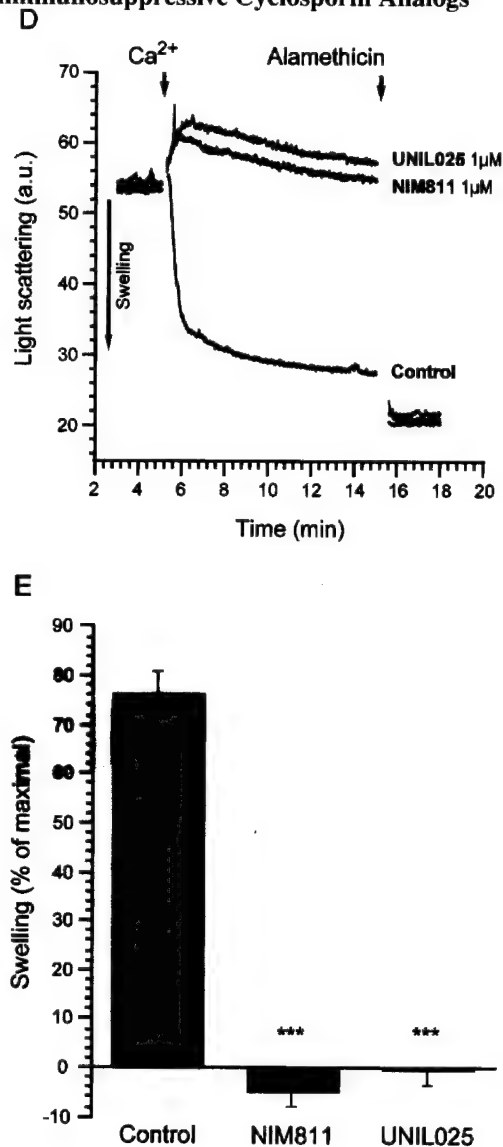 mmunosuppressive Cyclosporin Analogs
D
Ca2+ Alamethicin
70
60
50
40
30
20
Light scattering (a.u.)
Swelling
UNIL025 1µM
NIM811 1µM
Control
2 4 6 8 10 12 14 16 18 20
Time (min)
E
90
80
70
60
50
40
30
20
10
0
-10
Swelling (% of maximal)
*** ***
Control NIM811 UNIL025